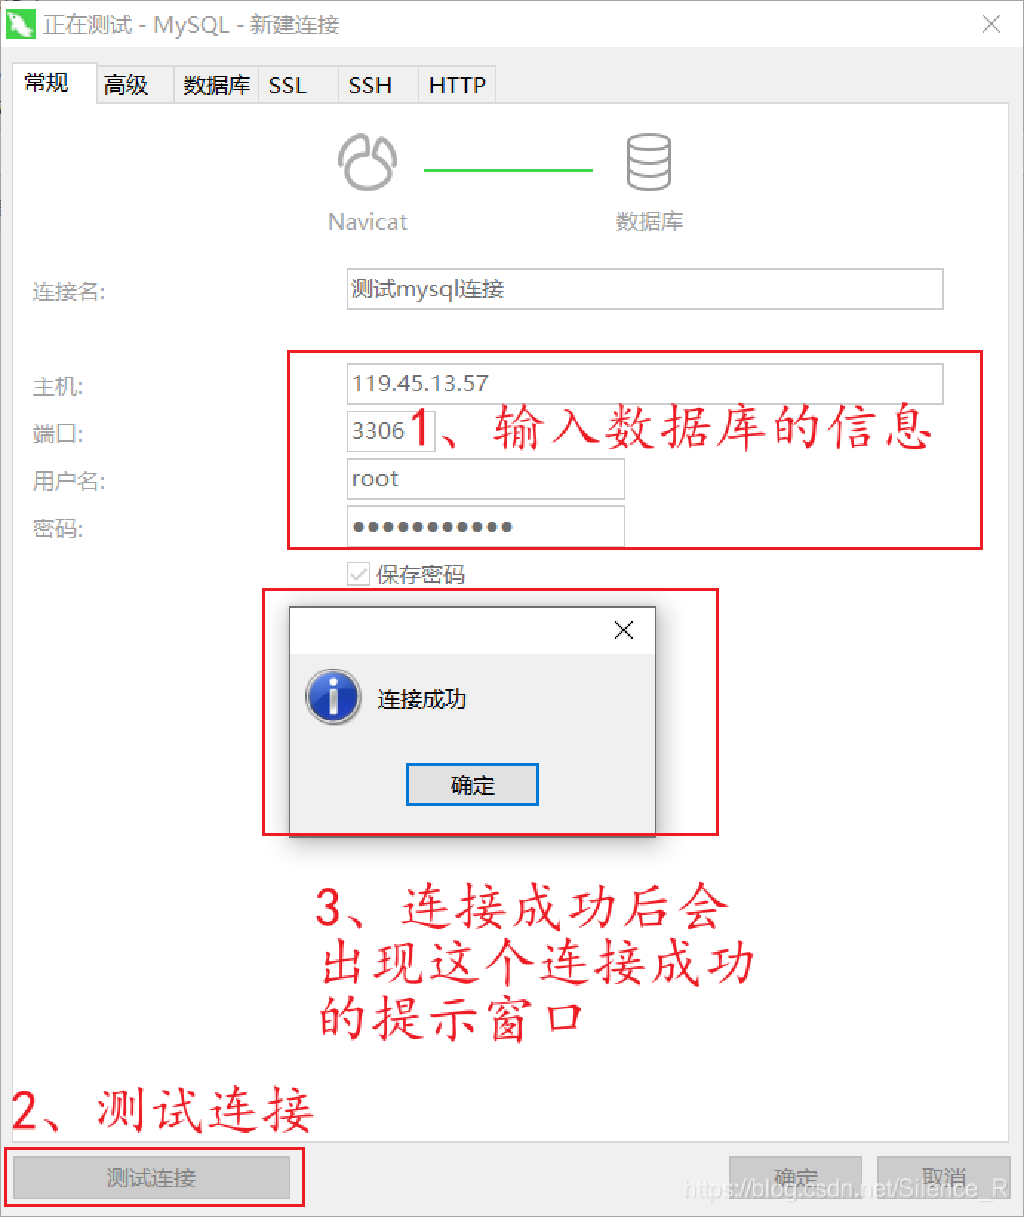 正在测试 - MySQL - 新建连接
常规 高级 数据库 SSL SSH HTTP
Navicat 数据库
连接名: 测试mysql连接
主机: 119.45.13.57
端口: 3306
1、输入数据库的信息
用户名: root
密码: ●●●●●●●●●●●
保存密码
连接成功
确定
3、连接成功后会
出现这个连接成功
的提示窗口
2、测试连接
测试连接 确定 取消
https://blog.csdn.net/Silence_R